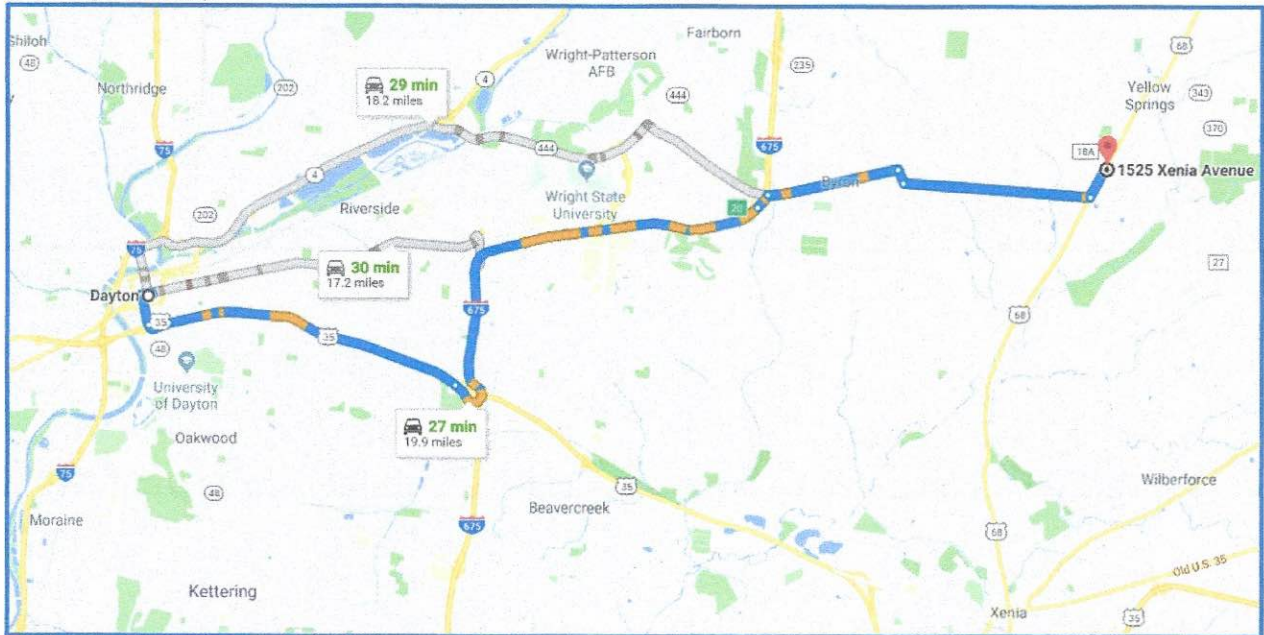 Shiloh
48
Northridge
202
75
29 min
18.2 miles
4
Wright-Patterson
AFB
Fairborn
235
444
675
68
Yellow
Springs
343
370
1525 Xenia Avenue
444
Wright State
University
20
Byron
4
202
Riverside
75
Dayton
30 min
17.2 miles
675
27
68
35
48
35
University
of Dayton
27 min
19.9 miles
Oakwood
75
48
35
Moraine
Beavercreek
675
Wilberforce
68
Old U.S. 35
Kettering
Xenia
35